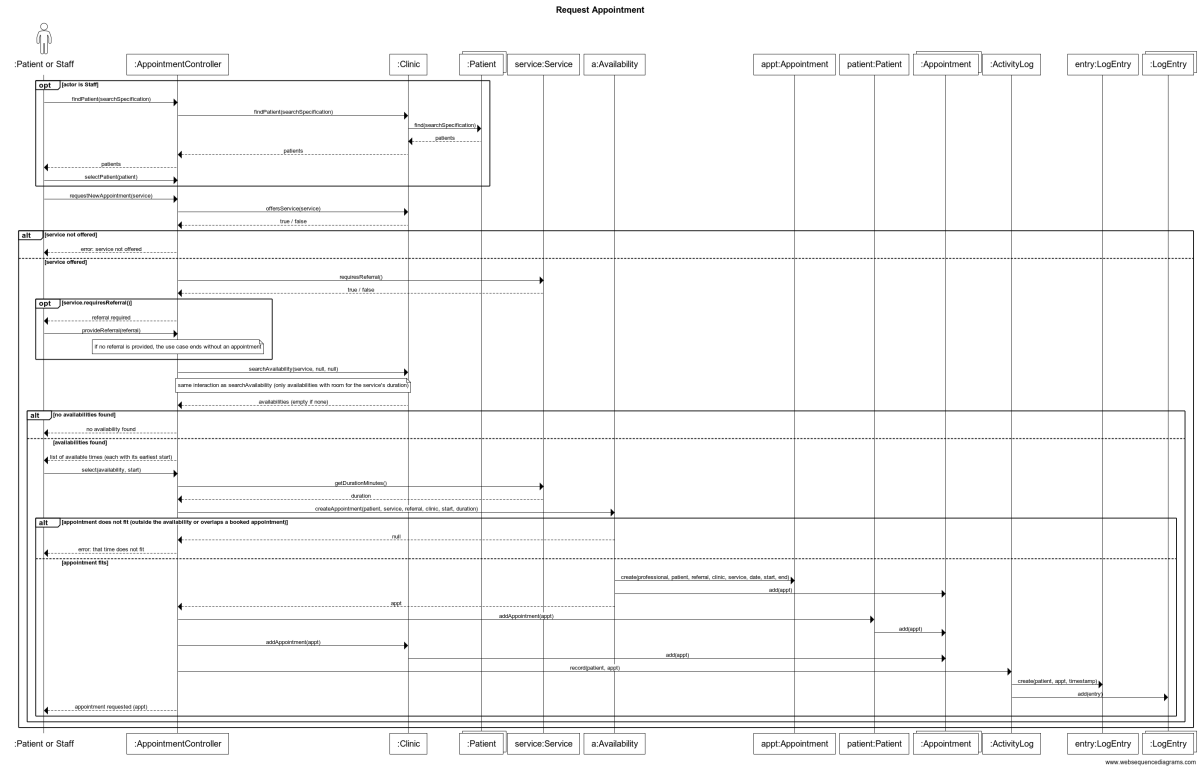 Request Appointment
:Patient or Staff
:AppointmentController
:Clinic
:Patient
service:Service
a:Availability
appt:Appointment
patient:Patient
:Appointment
:ActivityLog
entry:LogEntry
:LogEntry
opt [actor is Staff]
findPatient(searchSpecification)
findPatient(searchSpecification)
find(searchSpecification)
patients
patients
patients
selectPatient(patient)
requestNewAppointment(service)
offersService(service)
true / false
alt [service not offered]
error: service not offered
[service offered]
requiresReferral()
true / false
opt [service.requiresReferral()]
referral required
provideReferral(referral)
if no referral is provided, the use case ends without an appointment
searchAvailability(service, null, null)
same interaction as searchAvailability (only availabilities with room for the service's duration)
availabilities (empty if none)
alt [no availabilities found]
no availability found
[availabilities found]
list of available times (each with its earliest start)
select(availability, start)
getDurationMinutes()
duration
createAppointment(patient, service, referral, clinic, start, duration)
alt [appointment does not fit (outside the availability or overlaps a booked appointment)]
null
error: that time does not fit
[appointment fits]
create(professional, patient, referral, clinic, service, date, start, end)
add(appt)
appt
addAppointment(appt)
add(appt)
addAppointment(appt)
add(appt)
record(patient, appt)
create(patient, appt, timestamp)
add(entry)
appointment requested (appt)
:Patient or Staff
:AppointmentController
:Clinic
:Patient
service:Service
a:Availability
appt:Appointment
patient:Patient
:Appointment
:ActivityLog
entry:LogEntry
:LogEntry
www.websequencediagrams.com